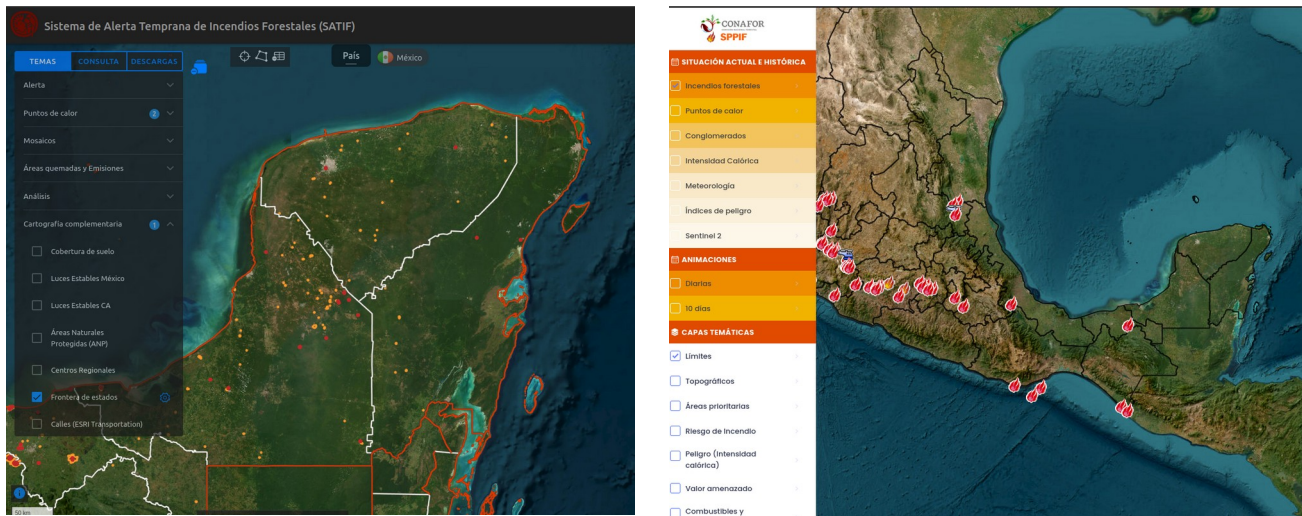 Sistema de Alerta Temprana de Incendios Forestales (SATIF)
TEMAS CONSULTA DESCARGAS
País México
Alerta
Puntos de calor 2
Mosaicos
Áreas quemadas y Emisiones
Análisis
Cartografía complementaria 1
Cobertura de suelo
Luces Estables México
Luces Estables CA
Áreas Naturales
Protegidas (ANP)
Centros Regionales
Frontera de estados
Calles (ESRI Transportation)
50 km
CONAFOR
SPPIF
SITUACIÓN ACTUAL E HISTÓRICA
Incendios forestales
Puntos de calor
Conglomerados
Intensidad Calórica
Meteorología
Índices de peligro
Sentinel 2
ANIMACIONES
Diarias
10 días
CAPAS TEMÁTICAS
Límites
Topográficos
Áreas prioritarias
Riesgo de Incendio
Peligro (Intensidad
calórica)
Valor amenazado
Combustibles y